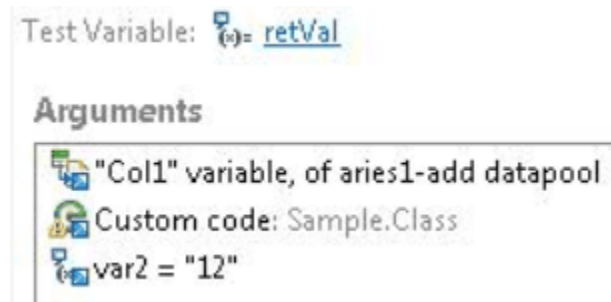 Test Variable: (x)= retVal
Arguments
"Col1" variable, of aries1-add datapool
Custom code: Sample.Class
var2 = "12"